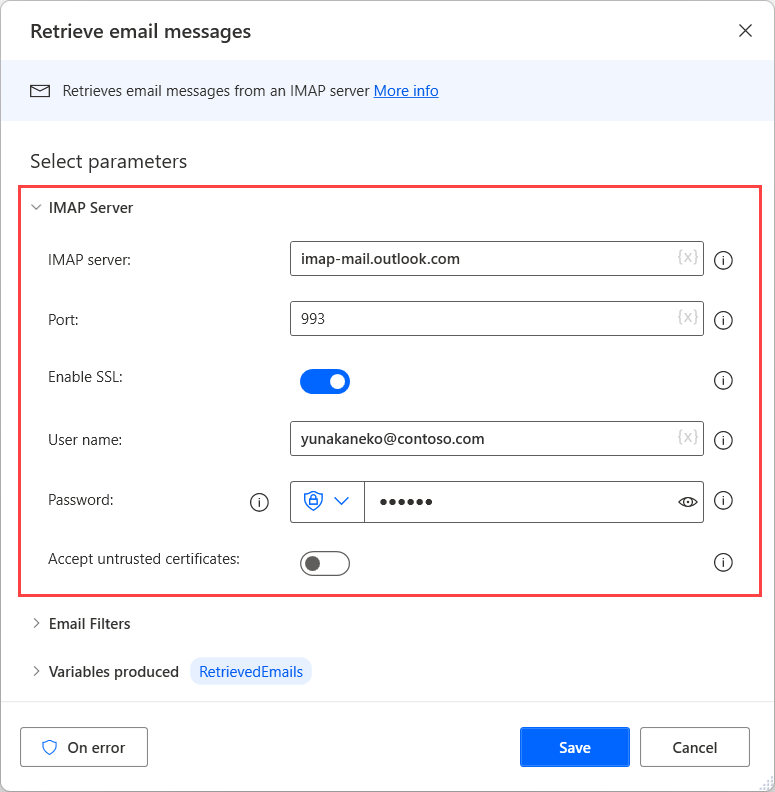 Retrieve email messages
Retrieves email messages from an IMAP server More info
Select parameters
IMAP Server
IMAP server:
imap-mail.outlook.com {x}
Port:
993 {x}
Enable SSL:
User name:
yunakaneko@contoso.com {x}
Password:
••••••
Accept untrusted certificates:
Email Filters
Variables produced RetrievedEmails
On error Save Cancel